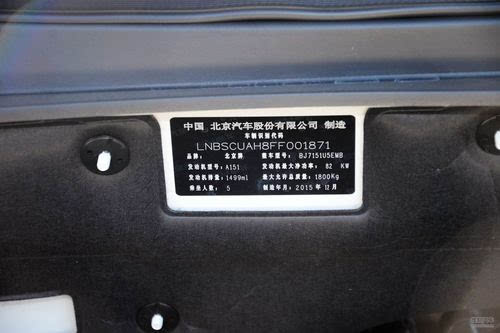 中国 北京汽车股份有限公司 制造
车辆识别代码
LNBSCUAH8FF001871
品牌： 北京牌 整车型号： BJ7151U5EMB
发动机型号： A151 发动机最大净功率： 82 KW
发动机排量： 1499ml 最大允许总质量： 1800Kg
乘坐人数： 5 制造年月：2015年 12月